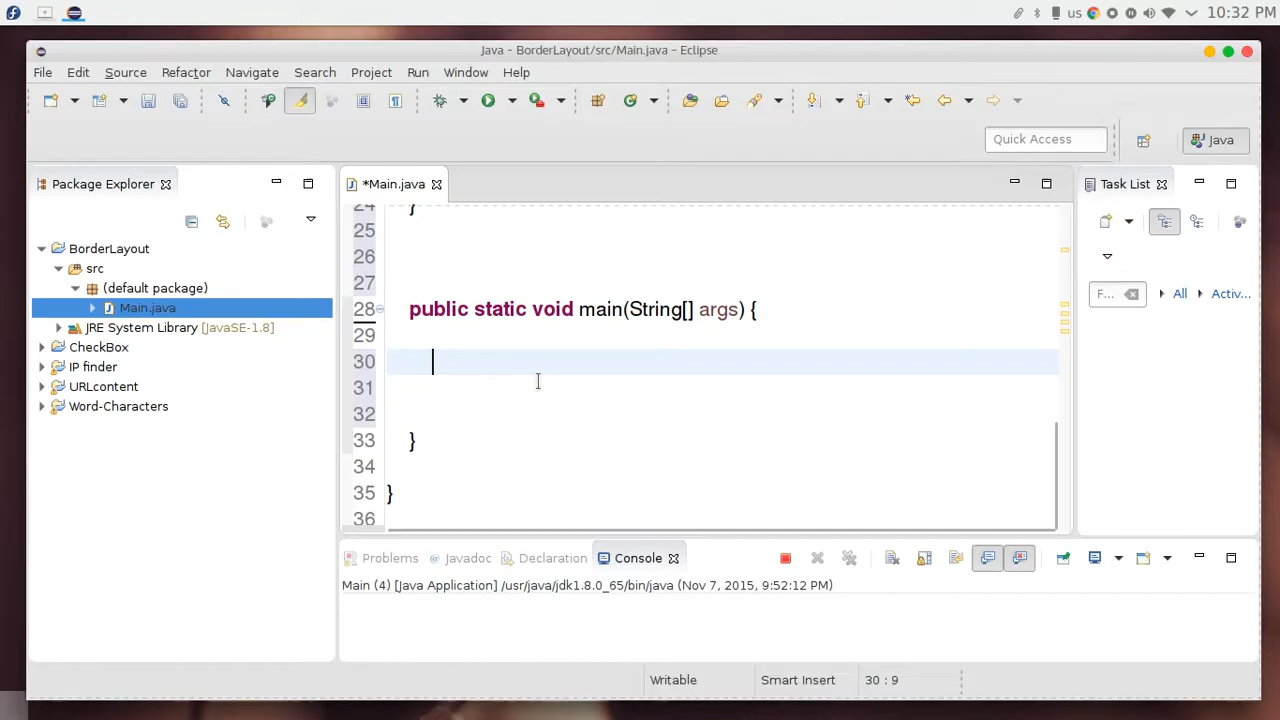 us 10:32 PM
Java - BorderLayout/src/Main.java - Eclipse
File Edit Source Refactor Navigate Search Project Run Window Help
Quick Access Java
Package Explorer
BorderLayout
src
(default package)
Main.java
JRE System Library [JavaSE-1.8]
CheckBox
IP finder
URLcontent
Word-Characters
*Main.java
24 }
25
26
27
28 public static void main(String[] args) {
29
30
31
32
33 }
34
35 }
36
Task List
F... All Activ...
Problems Javadoc Declaration Console
Main (4) [Java Application] /usr/java/jdk1.8.0_65/bin/java (Nov 7, 2015, 9:52:12 PM)
Writable Smart Insert 30 : 9